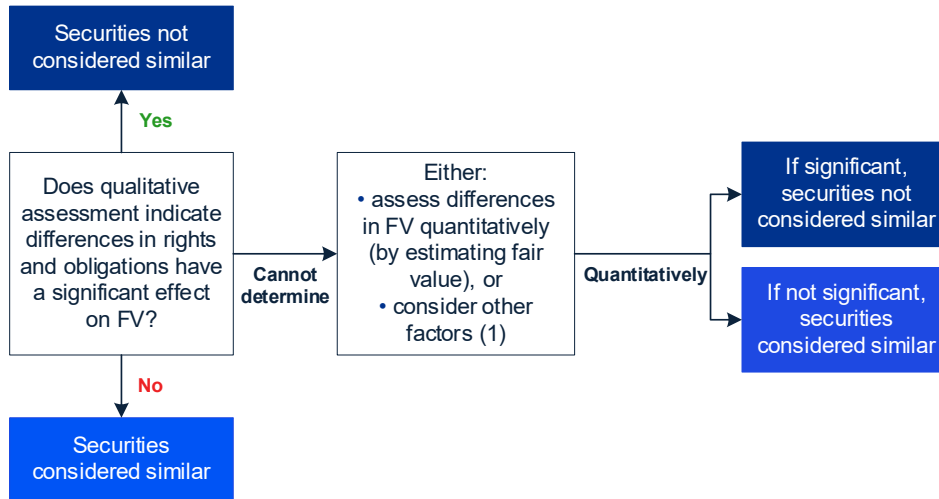 Securities not
considered similar
Yes
Does qualitative
assessment indicate
differences in rights
and obligations have
a significant effect
on FV?
No
Securities
considered similar
Cannot
determine
Either:
• assess differences
in FV quantitatively
(by estimating fair
value), or
• consider other
factors (1)
Quantitatively
If significant,
securities not
considered similar
If not significant,
securities
considered similar